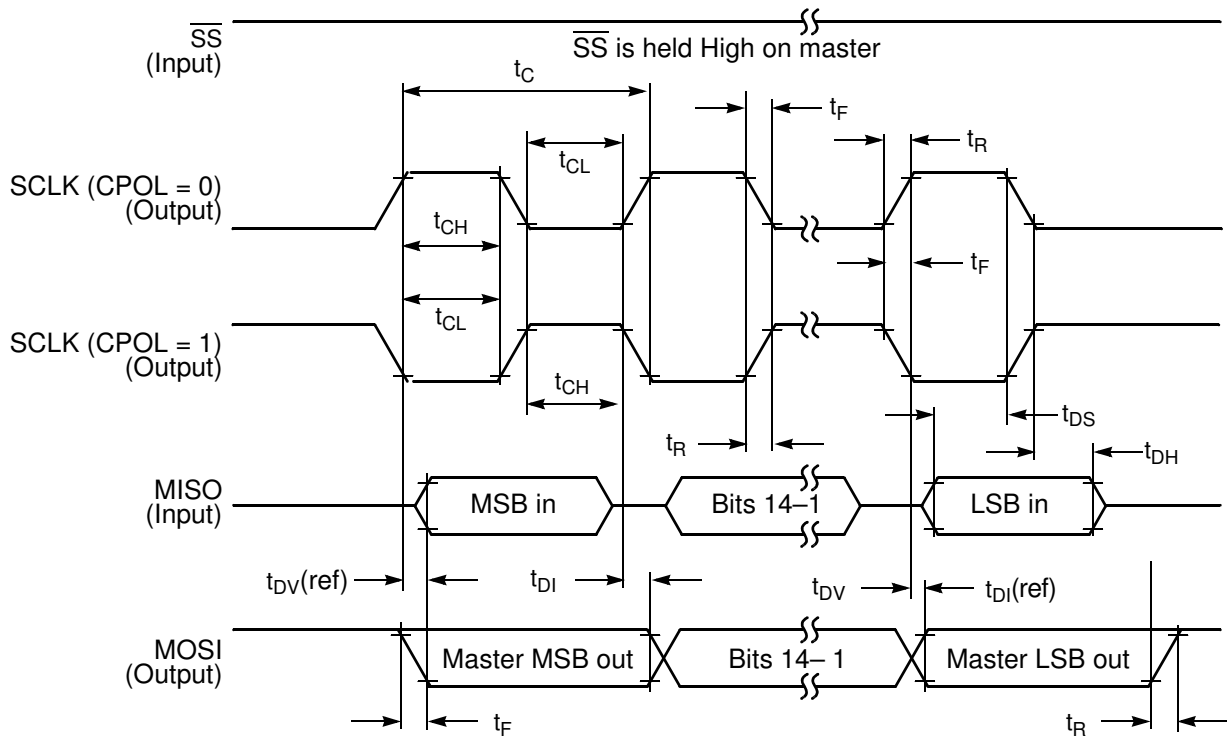 SS
(Input)
SS is held High on master
tC
tF
tR
tCL
SCLK (CPOL = 0)
(Output)
tCH
tF
tCL
SCLK (CPOL = 1)
(Output)
tCH
tDS
tR
tDH
MISO
(Input)
MSB in
Bits 14–1
LSB in
tDV(ref)
tDI
tDV
tDI(ref)
MOSI
(Output)
Master MSB out
Bits 14– 1
Master LSB out
tF
tR